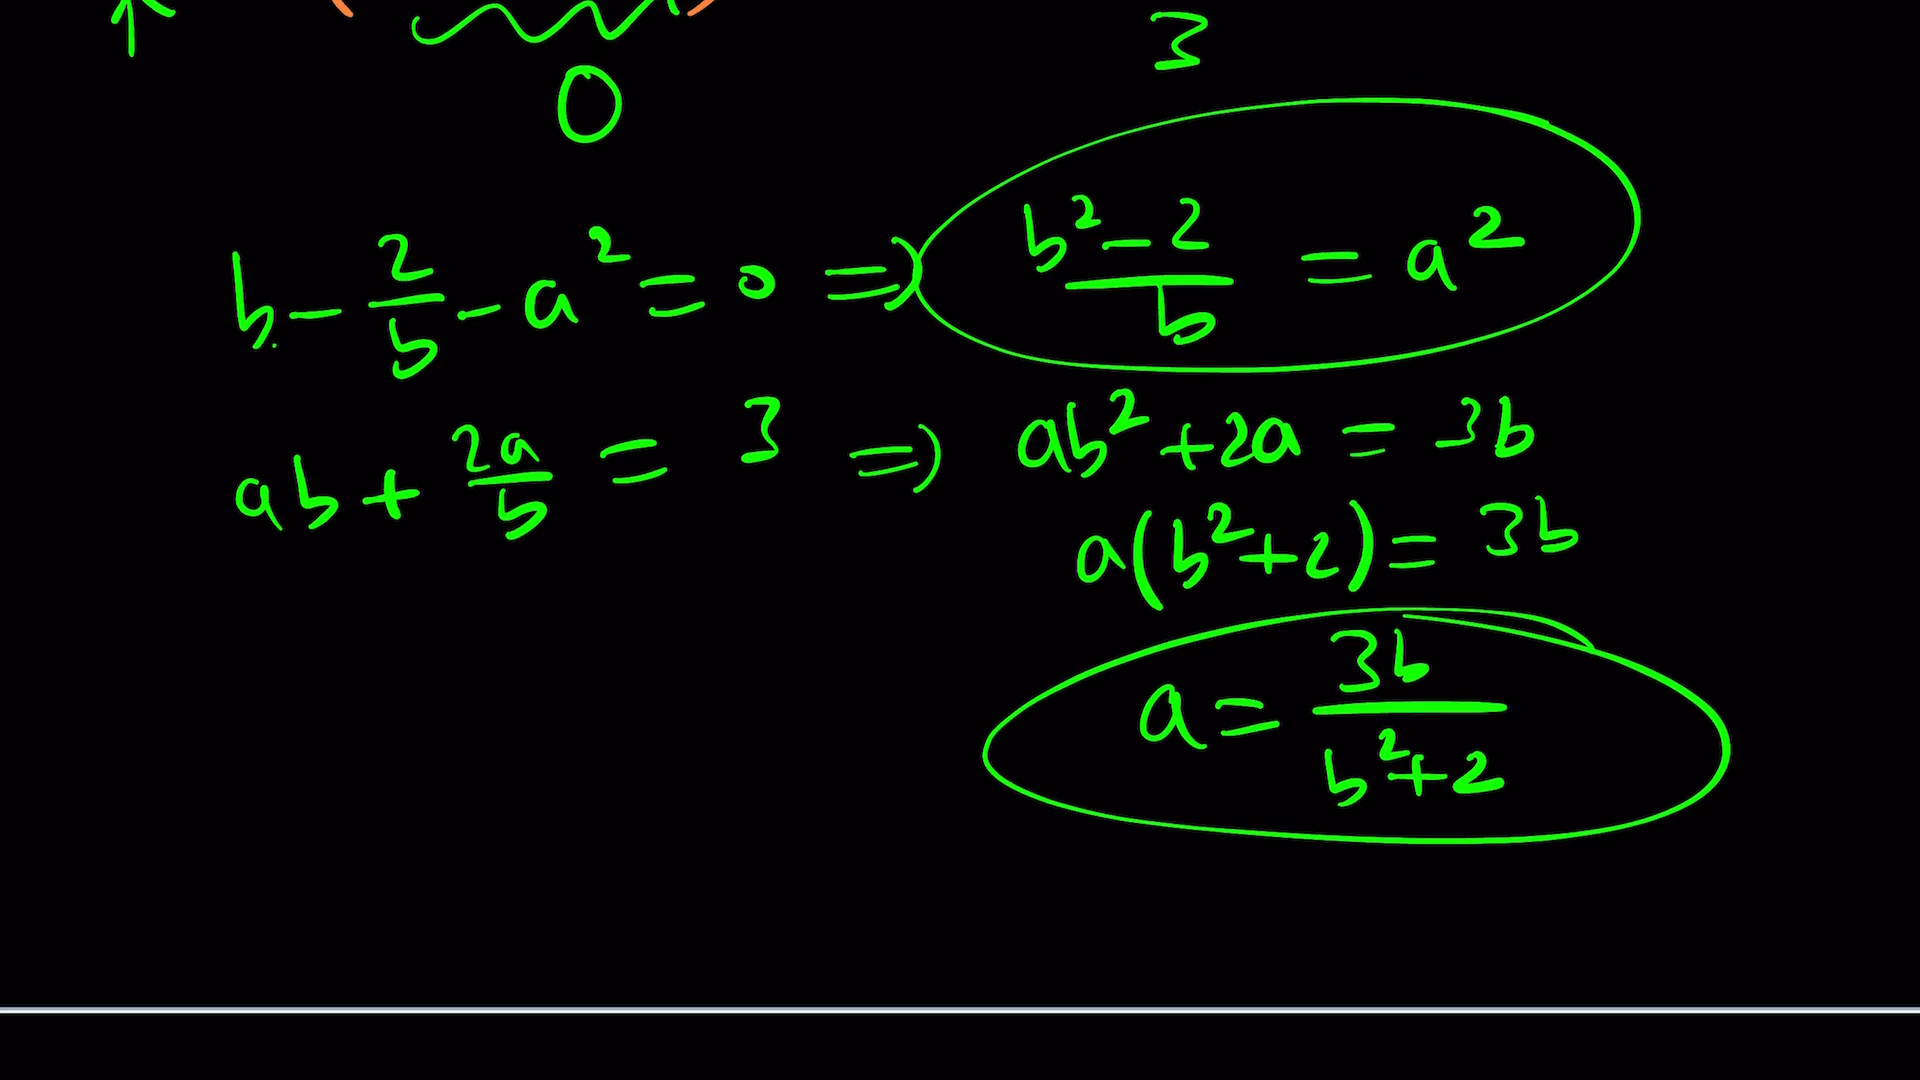 3
0
b - 2/b - a² = 0 ⇒ (b² - 2)/b = a²
ab + 2a/b = 3 ⇒ ab² + 2a = 3b
a(b² + 2) = 3b
a = 3b/(b² + 2)